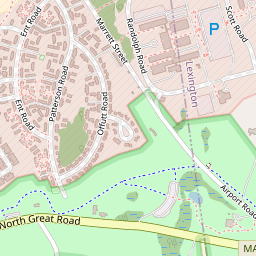 Ent Road
Marrett Street
Randolph Road
Scott Road
P
Patterson Road
Lexington
Offutt Road
Ent Road
Airport Road
North Great Road
MA